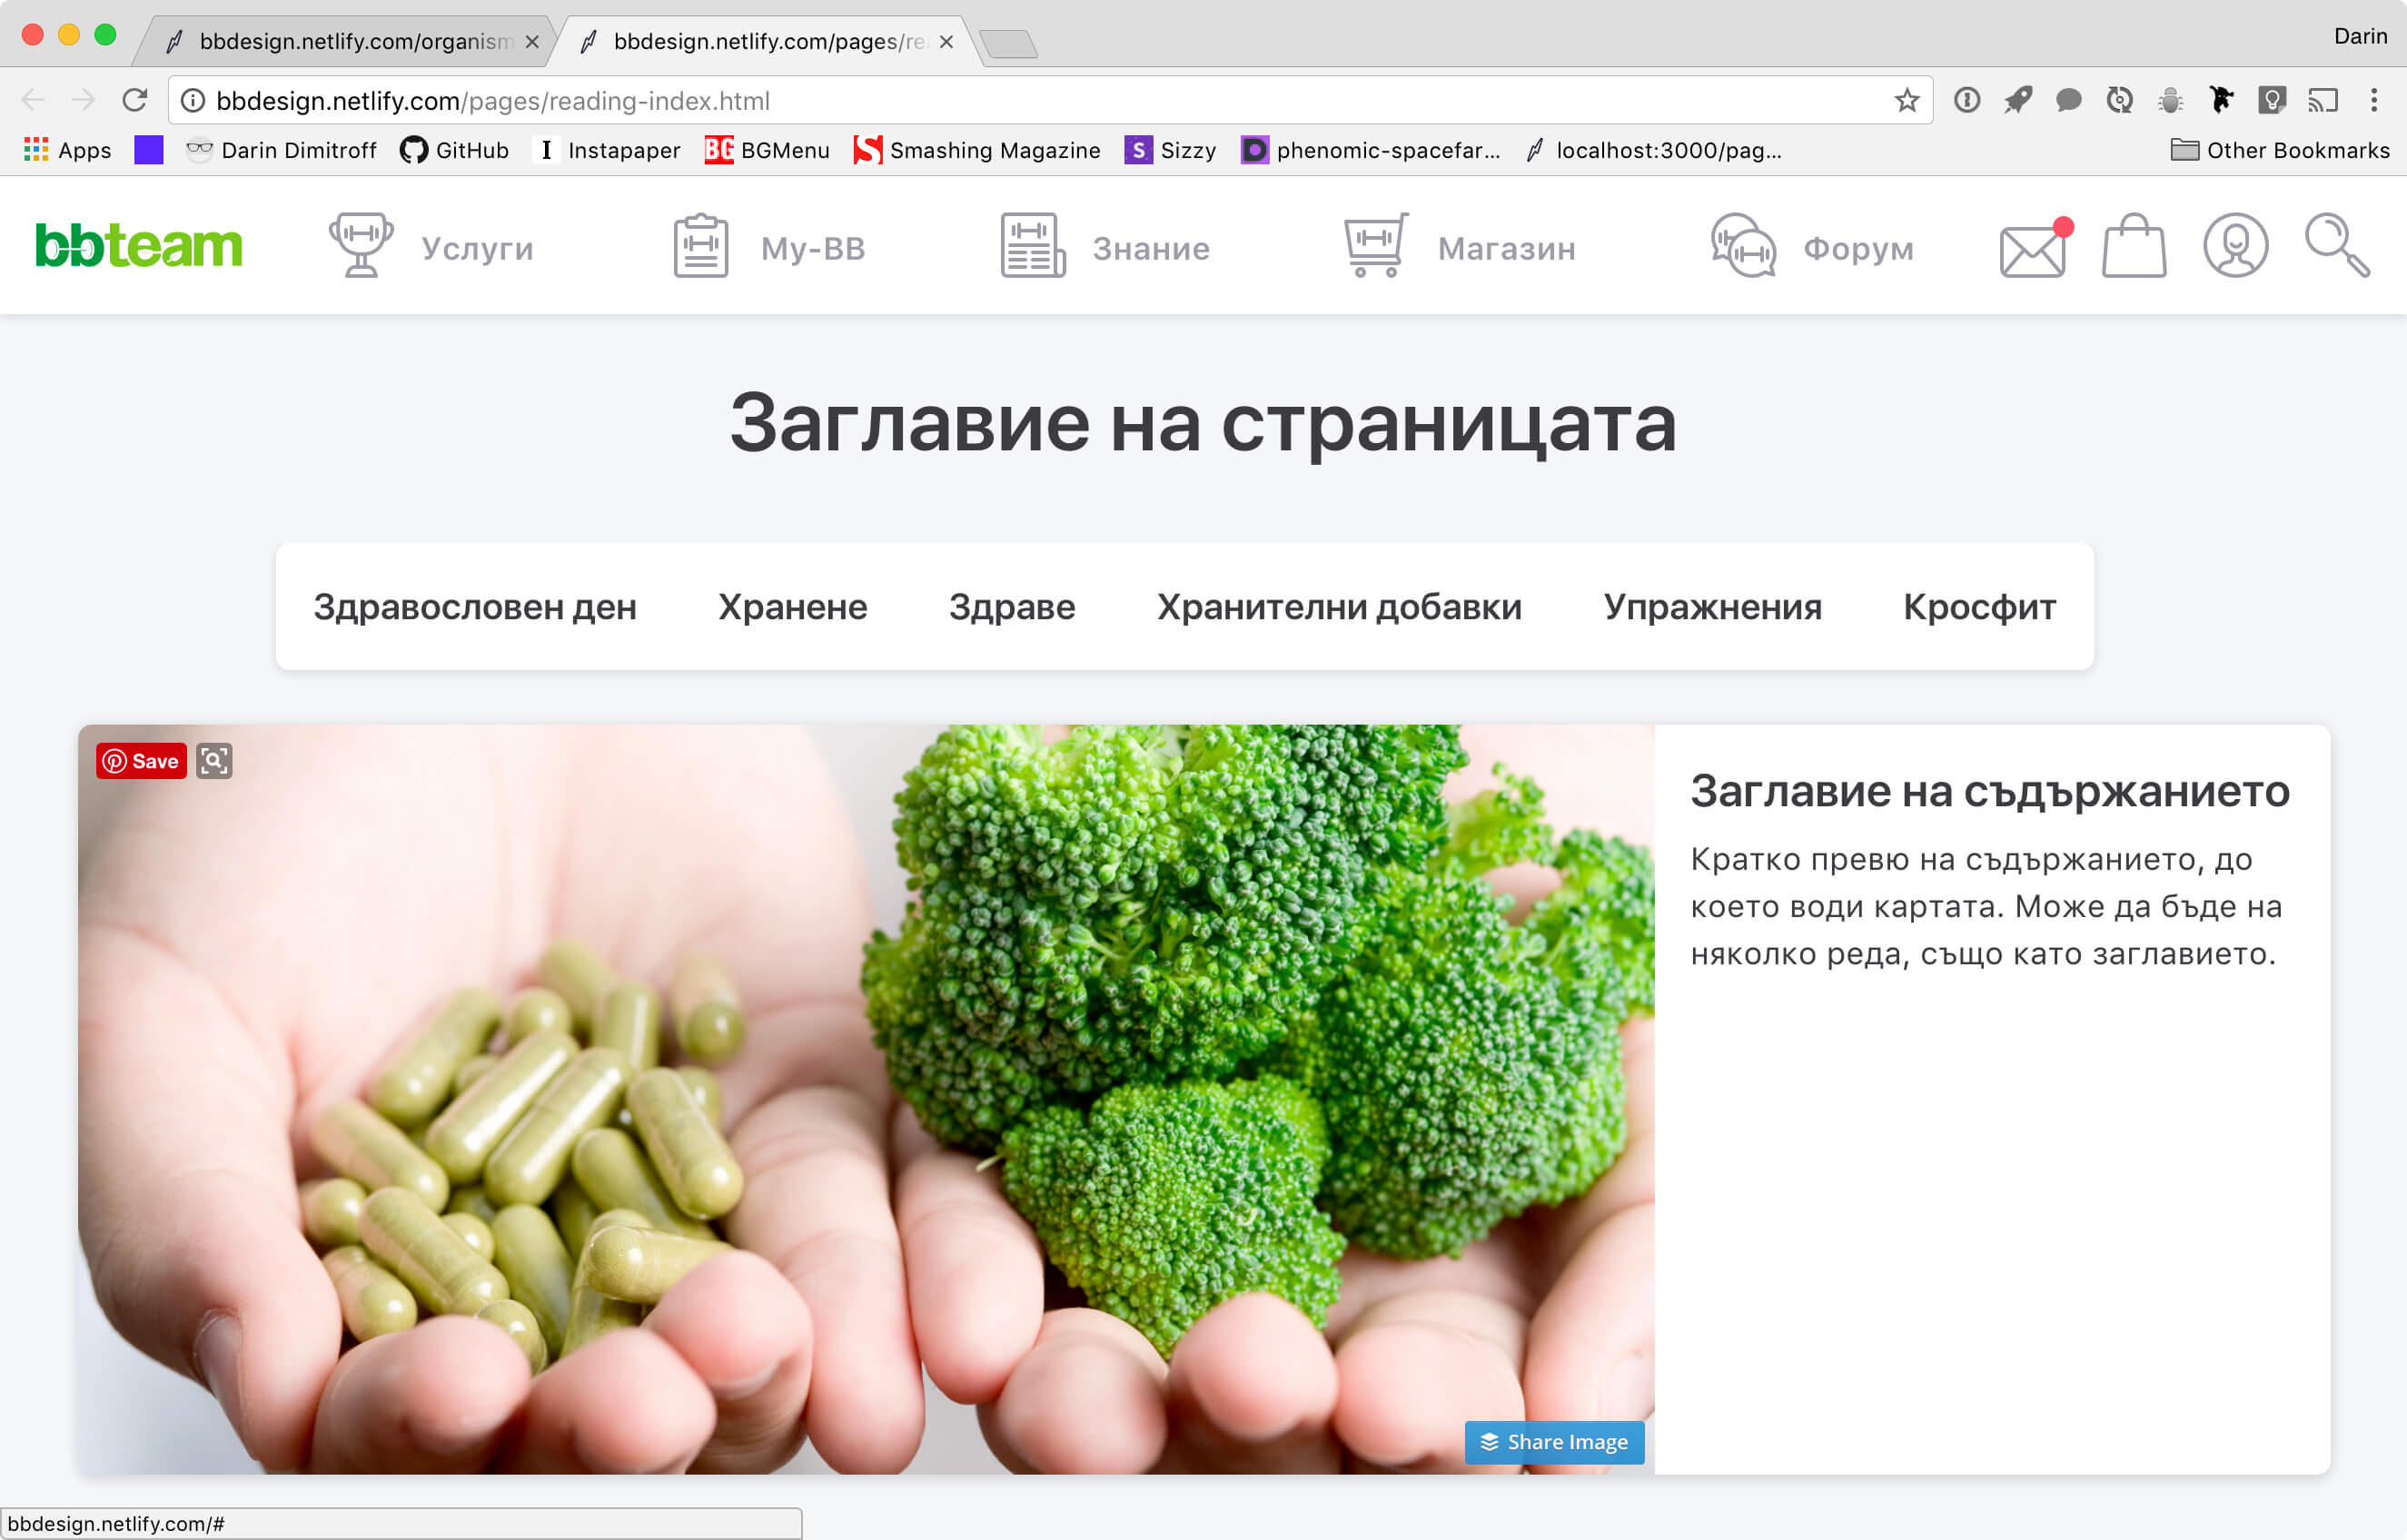 bbdesign.netlify.com/organism
bbdesign.netlify.com/pages/re
Darin
bbdesign.netlify.com/pages/reading-index.html
Apps
Darin Dimitroff
GitHub
I Instapaper
BG BGMenu
S Smashing Magazine
S Sizzy
phenomic-spacefar...
localhost:3000/pag...
Other Bookmarks
bbteam
Услуги
My-BB
Знание
Магазин
Форум
Заглавие на страницата
Здравословен ден
Хранене
Здраве
Хранителни добавки
Упражнения
Кросфит
Save
Заглавие на съдържанието
Кратко превю на съдържанието, до
което води картата. Може да бъде на
няколко реда, също като заглавието.
Share Image
bbdesign.netlify.com/#